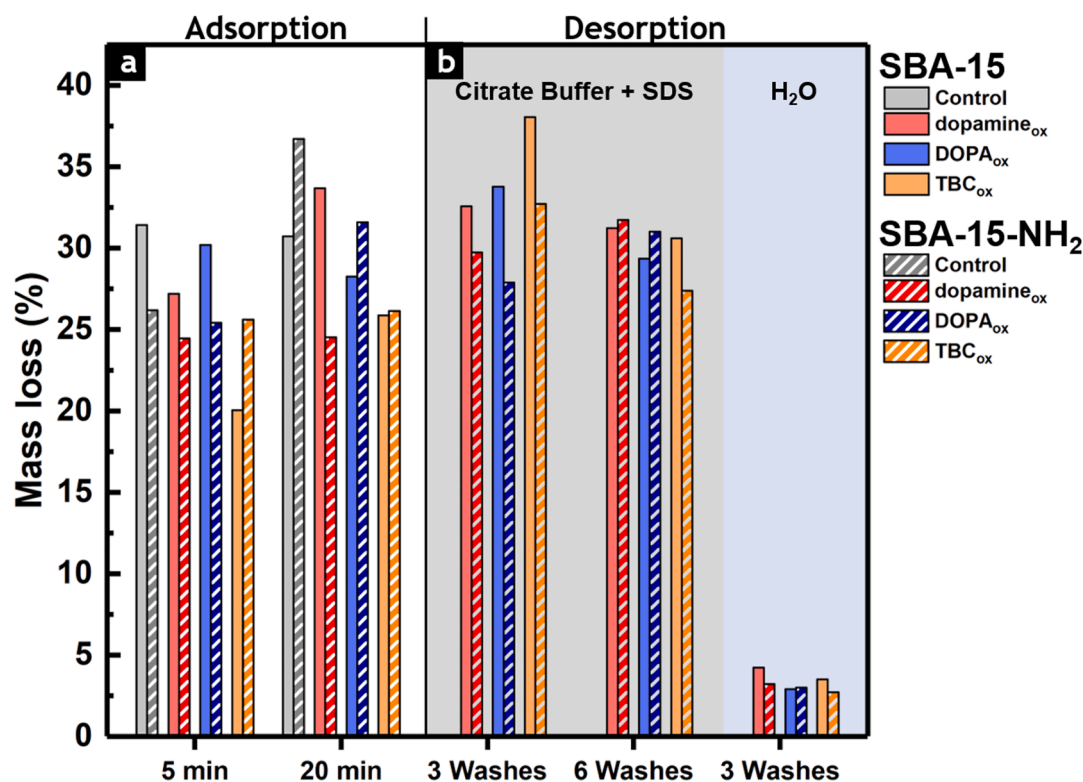 Adsorption
Desorption
a
b
Citrate Buffer + SDS
H₂O
SBA-15
Control
dopamineₒₓ
DOPAₒₓ
TBCₒₓ
SBA-15-NH₂
Control
dopamineₒₓ
DOPAₒₓ
TBCₒₓ
Mass loss (%)
40
35
30
25
20
15
10
5
0
5 min
20 min
3 Washes
6 Washes
3 Washes